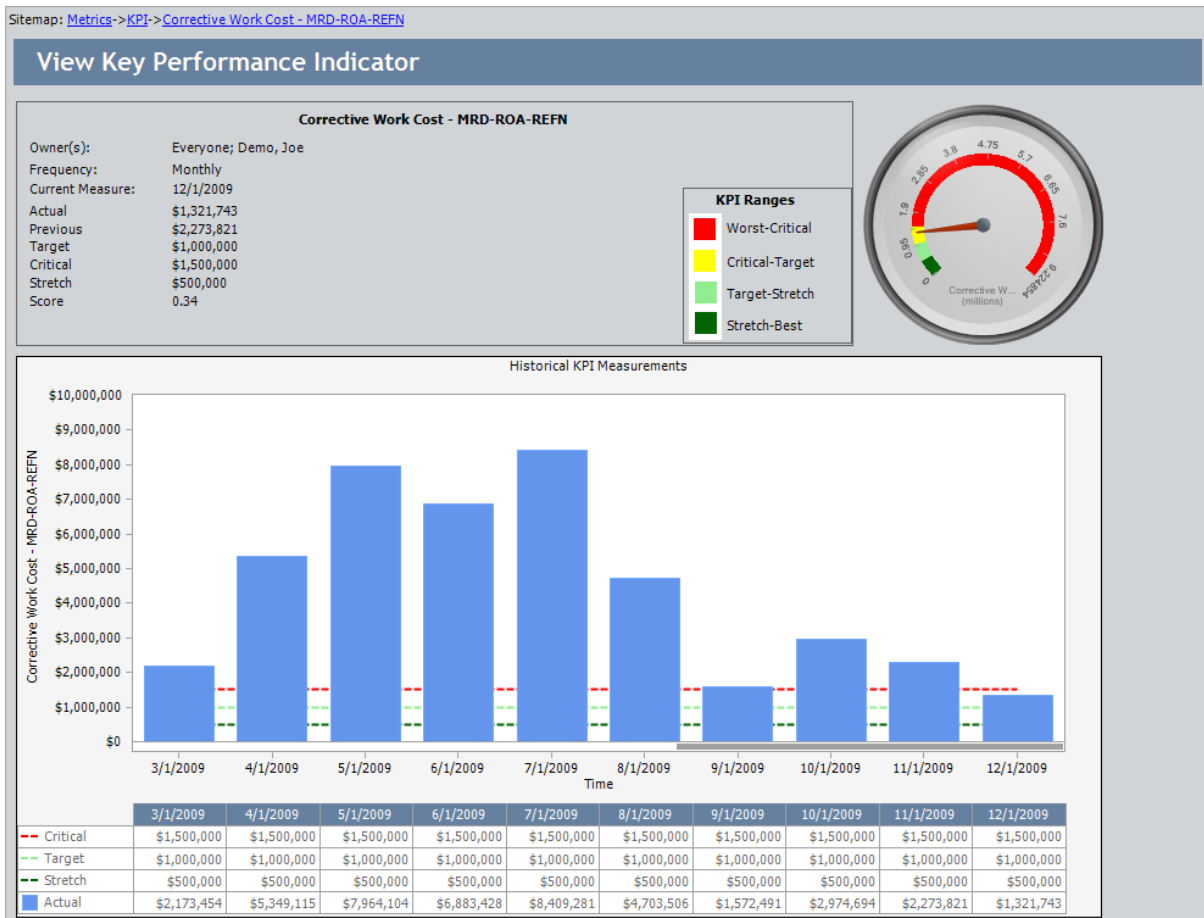 Sitemap: Metrics->KPI->Corrective Work Cost - MRD-ROA-REFN
View Key Performance Indicator
Corrective Work Cost - MRD-ROA-REFN
Owner(s): Everyone; Demo, Joe
Frequency: Monthly
Current Measure: 12/1/2009
Actual $1,321,743
Previous $2,273,821
Target $1,000,000
Critical $1,500,000
Stretch $500,000
Score 0.34
KPI Ranges
Worst-Critical
Critical-Target
Target-Stretch
Stretch-Best
0
0.95
1.9
2.85
3.8
4.75
5.7
6.65
7.6
9.224854
Corrective W...
(millions)
Historical KPI Measurements
Corrective Work Cost - MRD-ROA-REFN
$10,000,000
$9,000,000
$8,000,000
$7,000,000
$6,000,000
$5,000,000
$4,000,000
$3,000,000
$2,000,000
$1,000,000
$0
3/1/2009 4/1/2009 5/1/2009 6/1/2009 7/1/2009 8/1/2009 9/1/2009 10/1/2009 11/1/2009 12/1/2009
Time
3/1/2009 4/1/2009 5/1/2009 6/1/2009 7/1/2009 8/1/2009 9/1/2009 10/1/2009 11/1/2009 12/1/2009
Critical $1,500,000 $1,500,000 $1,500,000 $1,500,000 $1,500,000 $1,500,000 $1,500,000 $1,500,000 $1,500,000 $1,500,000
Target $1,000,000 $1,000,000 $1,000,000 $1,000,000 $1,000,000 $1,000,000 $1,000,000 $1,000,000 $1,000,000 $1,000,000
Stretch $500,000 $500,000 $500,000 $500,000 $500,000 $500,000 $500,000 $500,000 $500,000 $500,000
Actual $2,173,454 $5,349,115 $7,964,104 $6,883,428 $8,409,281 $4,703,506 $1,572,491 $2,974,694 $2,273,821 $1,321,743